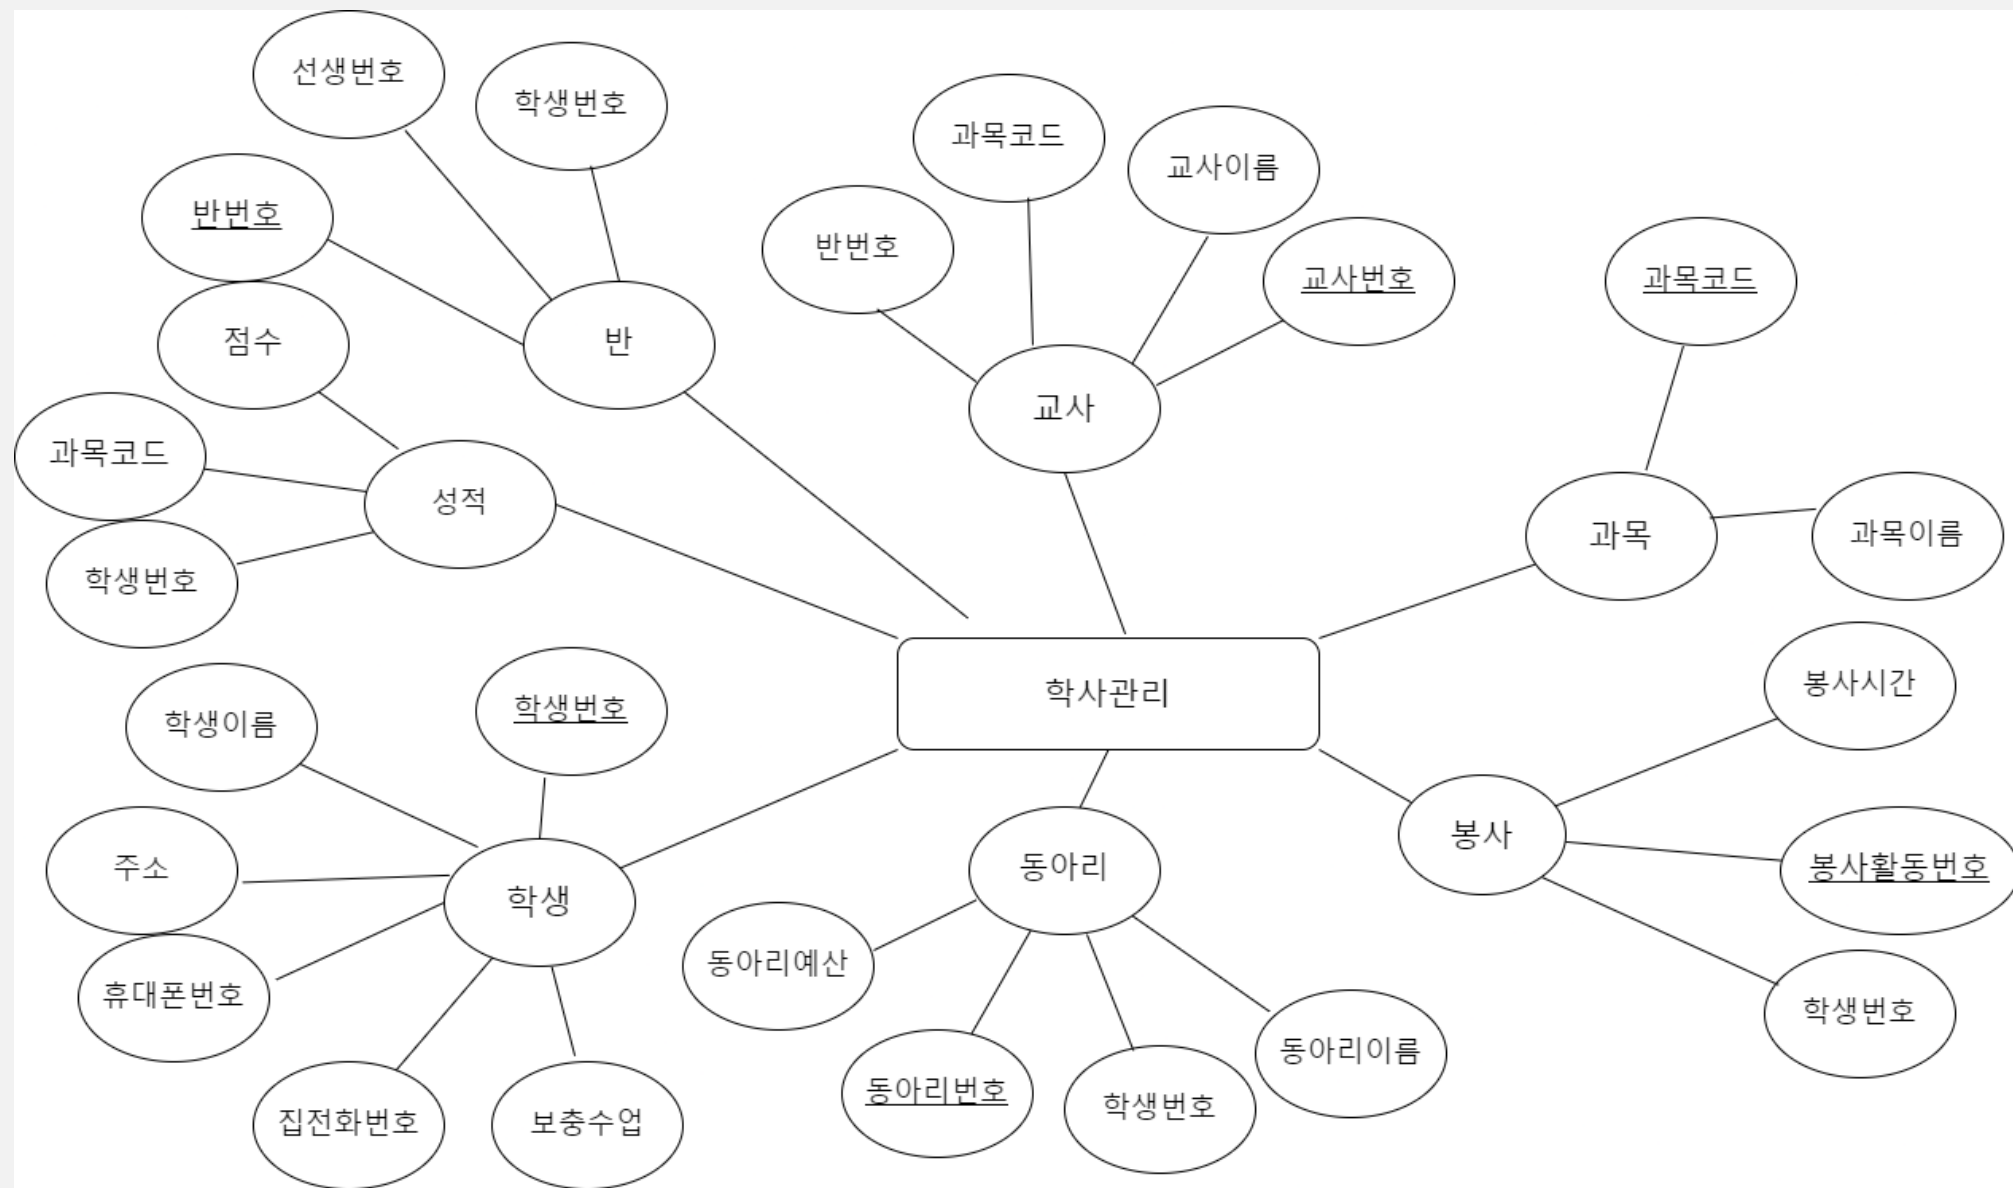 선생번호
학생번호
반번호
점수
과목코드
학생번호
반
성적
반번호
과목코드
교사이름
교사번호
교사
과목코드
과목
과목이름
학사관리
봉사시간
봉사
봉사활동번호
학생번호
학생이름
학생번호
주소
휴대폰번호
학생
집전화번호
보충수업
동아리
동아리예산
동아리번호
학생번호
동아리이름